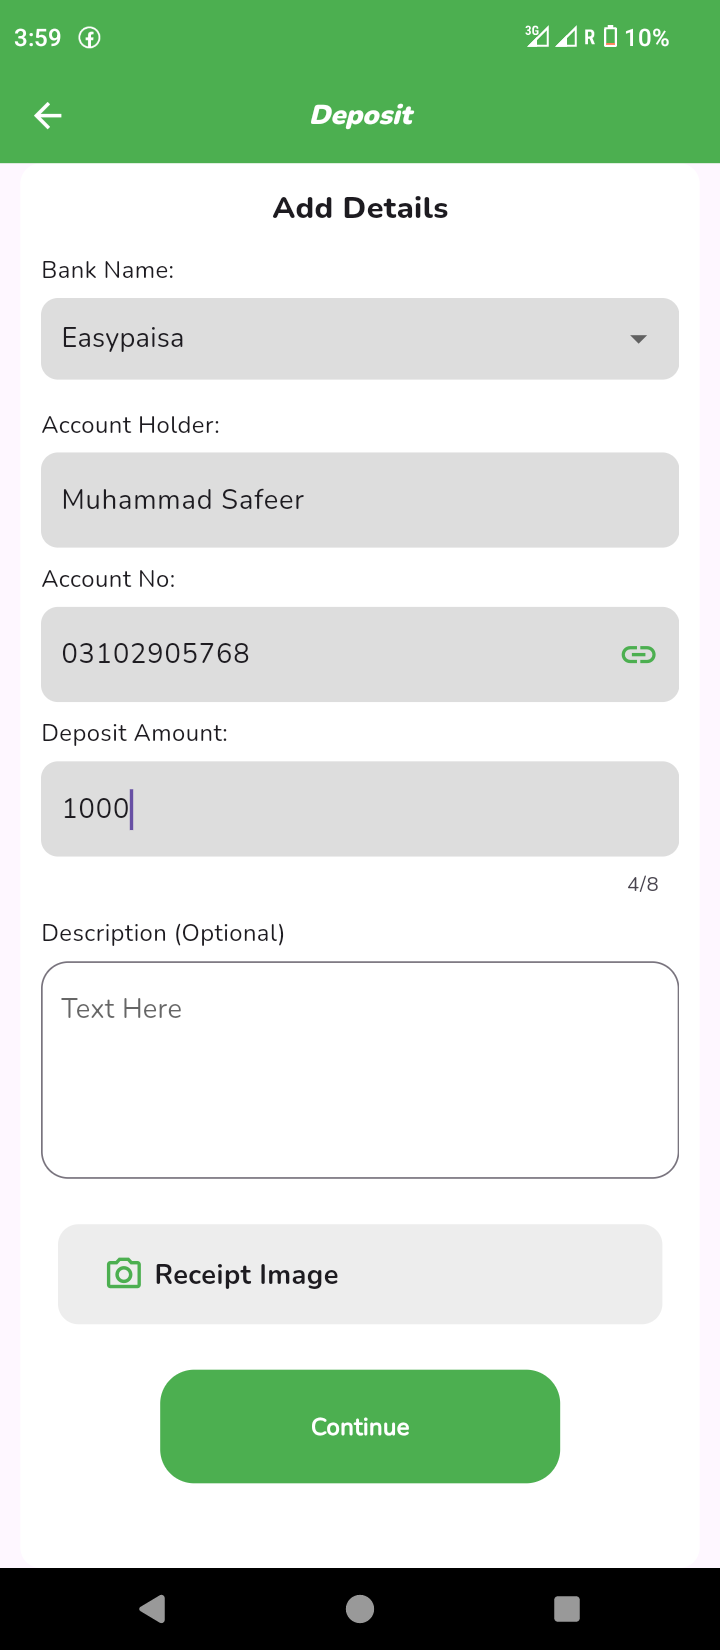 3:59
3G R 10%
Deposit
Add Details
Bank Name:
Easypaisa
Account Holder:
Muhammad Safeer
Account No:
03102905768
Deposit Amount:
1000
4/8
Description (Optional)
Text Here
Receipt Image
Continue